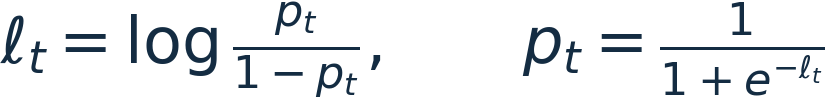 ℓ_t = log p_t / (1 − p_t),    p_t = 1 / (1 + e^{−ℓ_t})